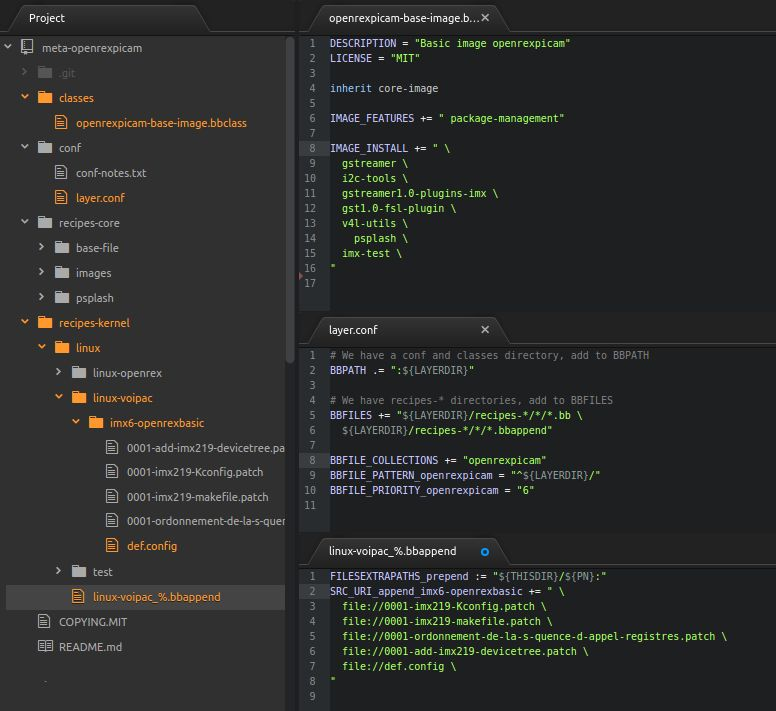 Project
meta-openrexpicam
.git
classes
openrexpicam-base-image.bbclass
conf
conf-notes.txt
layer.conf
recipes-core
base-file
images
psplash
recipes-kernel
linux
linux-openrex
linux-voipac
imx6-openrexbasic
0001-add-imx219-devicetree.pa
0001-imx219-Kconfig.patch
0001-imx219-makefile.patch
0001-ordonnement-de-la-s-quer
def.config
test
linux-voipac_%.bbappend
COPYING.MIT
README.md
openrexpicam-base-image.b...
1 DESCRIPTION = "Basic image openrexpicam"
2 LICENSE = "MIT"
3
4 inherit core-image
5
6 IMAGE_FEATURES += " package-management"
7
8 IMAGE_INSTALL += " \
9 gstreamer \
10 i2c-tools \
11 gstreamer1.0-plugins-imx \
12 gst1.0-fsl-plugin \
13 v4l-utils \
14 psplash \
15 imx-test \
16 "
17
layer.conf
1 # We have a conf and classes directory, add to BBPATH
2 BBPATH .= ":${LAYERDIR}"
3
4 # We have recipes-* directories, add to BBFILES
5 BBFILES += "${LAYERDIR}/recipes-*/*/*.bb \
6 ${LAYERDIR}/recipes-*/*/*.bbappend"
7
8 BBFILE_COLLECTIONS += "openrexpicam"
9 BBFILE_PATTERN_openrexpicam = "^${LAYERDIR}/"
10 BBFILE_PRIORITY_openrexpicam = "6"
11
linux-voipac_%.bbappend
1 FILESEXTRAPATHS_prepend := "${THISDIR}/${PN}:"
2 SRC_URI_append_imx6-openrexbasic += " \
3 file://0001-imx219-Kconfig.patch \
4 file://0001-imx219-makefile.patch \
5 file://0001-ordonnement-de-la-s-quence-d-appel-registres.patch \
6 file://0001-add-imx219-devicetree.patch \
7 file://def.config \
8 "
9